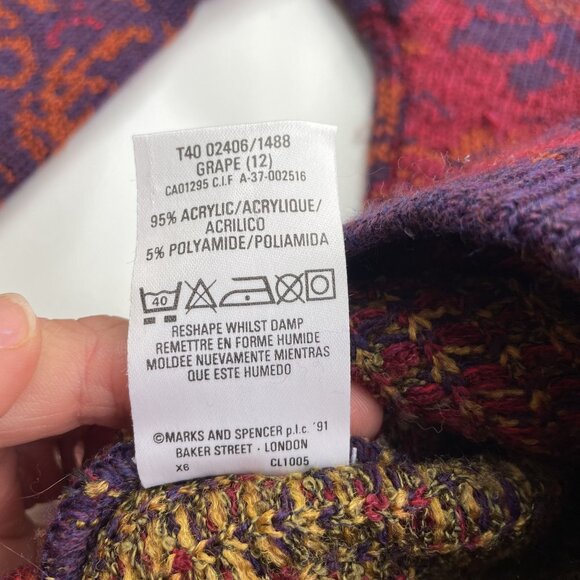 T40 02406/1488
GRAPE (12)
CA01295 C.I.F A-37-002516
95% ACRYLIC/ACRYLIQUE/
ACRILICO
5% POLYAMIDE/POLIAMIDA
40
RESHAPE WHILST DAMP
REMETTRE EN FORME HUMIDE
MOLDEE NUEVAMENTE MIENTRAS
QUE ESTE HUMEDO
©MARKS AND SPENCER p.l.c. '91
BAKER STREET · LONDON
X6 CL1005